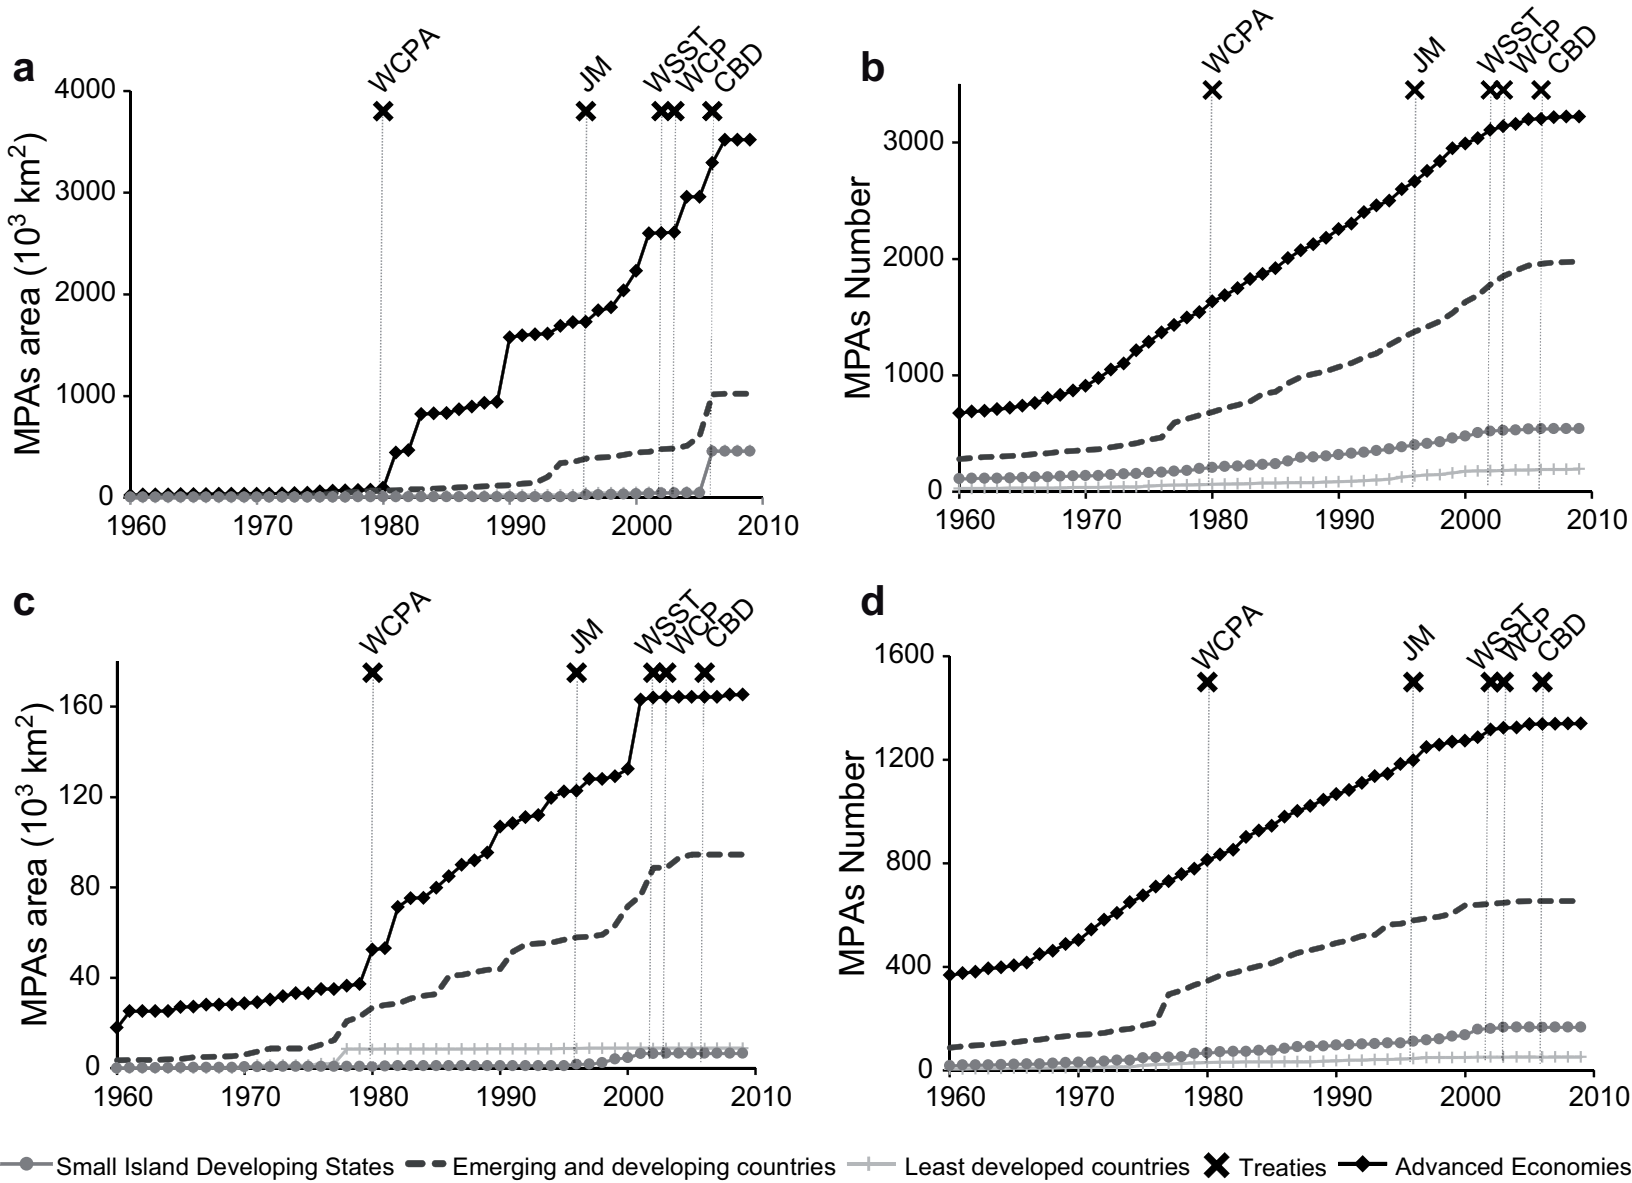 a
WCPA
JM
WSST
WCP
CBD
MPAs area (10³ km²)
4000
3000
2000
1000
0
1960 1970 1980 1990 2000 2010
b
WCPA
JM
WSST
WCP
CBD
MPAs Number
3000
2000
1000
0
1960 1970 1980 1990 2000 2010
c
WCPA
JM
WSST
WCP
CBD
MPAs area (10³ km²)
160
120
80
40
0
1960 1970 1980 1990 2000 2010
d
WCPA
JM
WSST
WCP
CBD
MPAs Number
1600
1200
800
400
0
1960 1970 1980 1990 2000 2010
Small Island Developing States Emerging and developing countries Least developed countries Treaties Advanced Economies